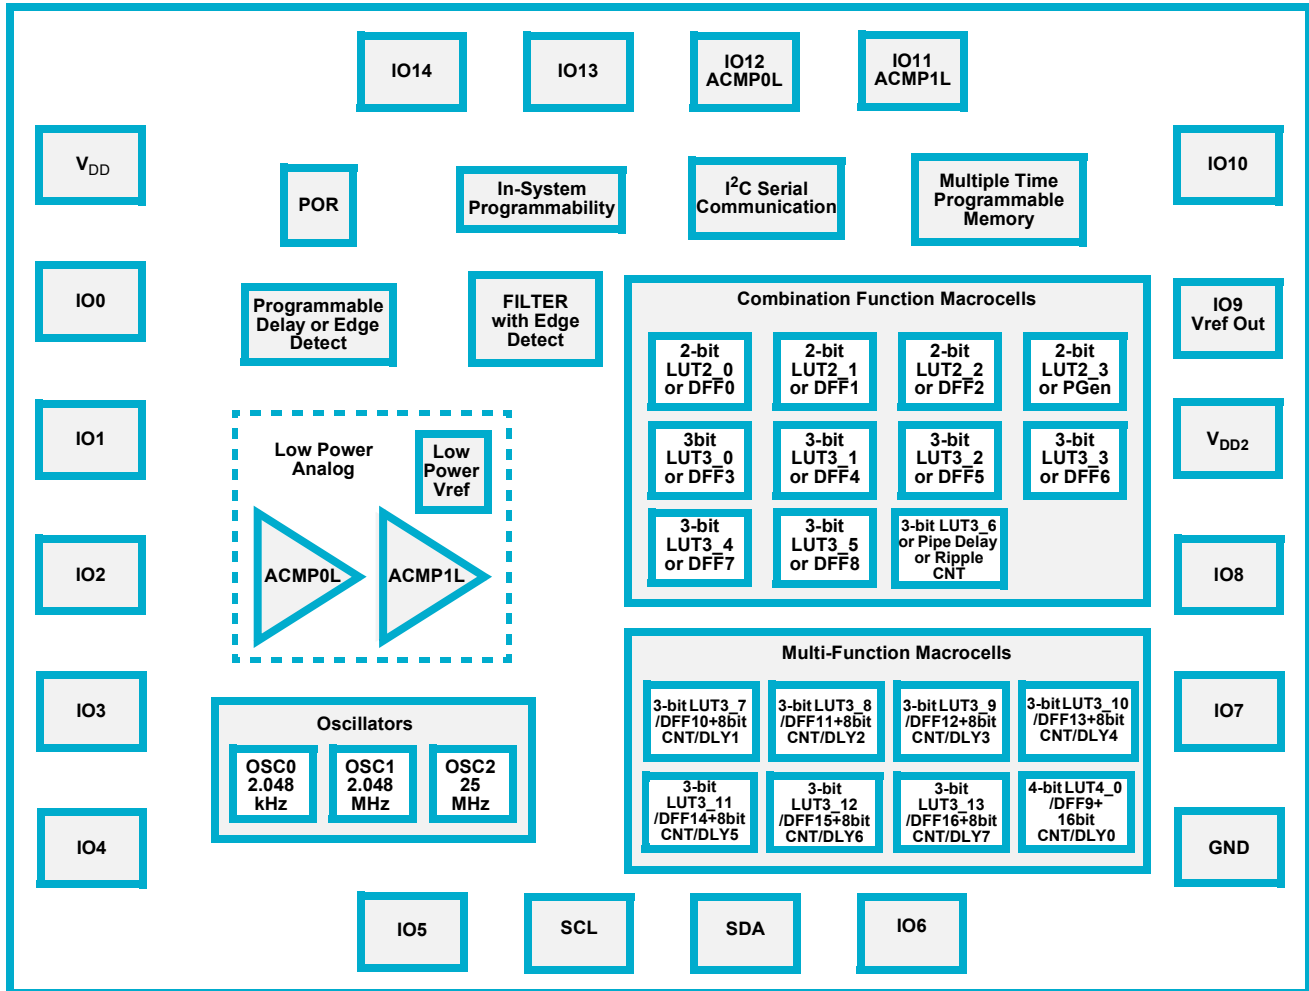 IO14
IO13
IO12
ACMP0L
IO11
ACMP1L
VDD
IO10
POR
In-System
Programmability
I2C Serial
Communication
Multiple Time
Programmable
Memory
IO0
Programmable
Delay or Edge
Detect
FILTER
with Edge
Detect
IO9
Vref Out
Combination Function Macrocells
2-bit
LUT2_0
or DFF0
2-bit
LUT2_1
or DFF1
2-bit
LUT2_2
or DFF2
2-bit
LUT2_3
or PGen
3bit
LUT3_0
or DFF3
3-bit
LUT3_1
or DFF4
3-bit
LUT3_2
or DFF5
3-bit
LUT3_3
or DFF6
3-bit
LUT3_4
or DFF7
3-bit
LUT3_5
or DFF8
3-bit LUT3_6
or Pipe Delay
or Ripple
CNT
IO1
Low Power
Analog
Low
Power
Vref
VDD2
ACMP0L
ACMP1L
IO2
IO8
Multi-Function Macrocells
3-bit LUT3_7
/DFF10+8bit
CNT/DLY1
3-bit LUT3_8
/DFF11+8bit
CNT/DLY2
3-bit LUT3_9
/DFF12+8bit
CNT/DLY3
3-bit LUT3_10
/DFF13+8bit
CNT/DLY4
3-bit
LUT3_11
/DFF14+8bit
CNT/DLY5
3-bit
LUT3_12
/DFF15+8bit
CNT/DLY6
3-bit
LUT3_13
/DFF16+8bit
CNT/DLY7
4-bit LUT4_0
/DFF9+
16bit
CNT/DLY0
IO3
Oscillators
OSC0
2.048
kHz
OSC1
2.048
MHz
OSC2
25
MHz
IO7
IO4
GND
IO5
SCL
SDA
IO6